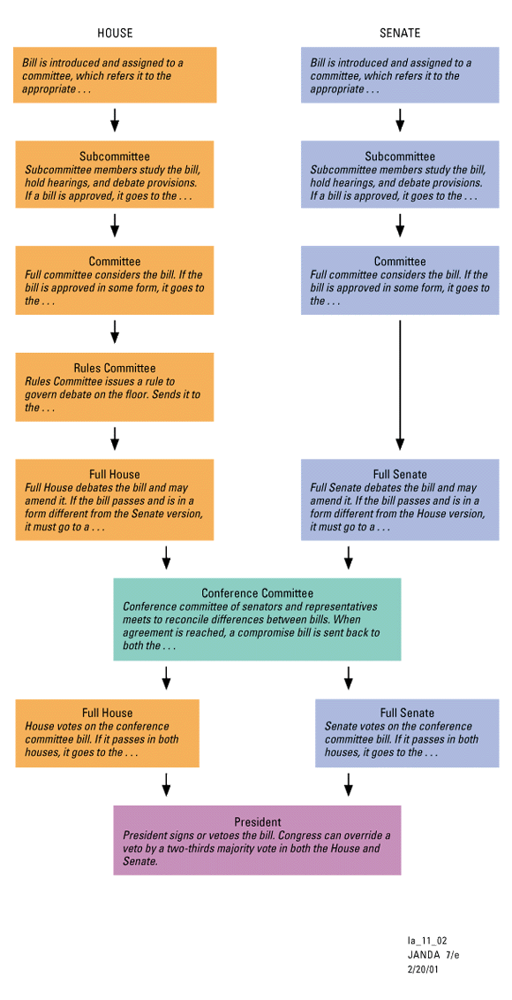 HOUSE
SENATE
Bill is introduced and assigned to a
committee, which refers it to the
appropriate . . .
Bill is introduced and assigned to a
committee, which refers it to the
appropriate . . .
Subcommittee
Subcommittee members study the bill,
hold hearings, and debate provisions.
If a bill is approved, it goes to the . . .
Subcommittee
Subcommittee members study the bill,
hold hearings, and debate provisions.
If a bill is approved, it goes to the . . .
Committee
Full committee considers the bill. If the
bill is approved in some form, it goes to
the . . .
Committee
Full committee considers the bill. If the
bill is approved in some form, it goes to
the . . .
Rules Committee
Rules Committee issues a rule to
govern debate on the floor. Sends it to
the . . .
Full House
Full House debates the bill and may
amend it. If the bill passes and is in a
form different from the Senate version,
it must go to a . . .
Full Senate
Full Senate debates the bill and may
amend it. If the bill passes and is in a
form different from the House version,
it must go to a . . .
Conference Committee
Conference committee of senators and representatives
meets to reconcile differences between bills. When
agreement is reached, a compromise bill is sent back to
both the . . .
Full House
House votes on the conference
committee bill. If it passes in both
houses, it goes to the . . .
Full Senate
Senate votes on the conference
committee bill. If it passes in both
houses, it goes to the . . .
President
President signs or vetoes the bill. Congress can override a
veto by a two-thirds majority vote in both the House and
Senate.
la_11_02
JANDA 7/e
2/20/01